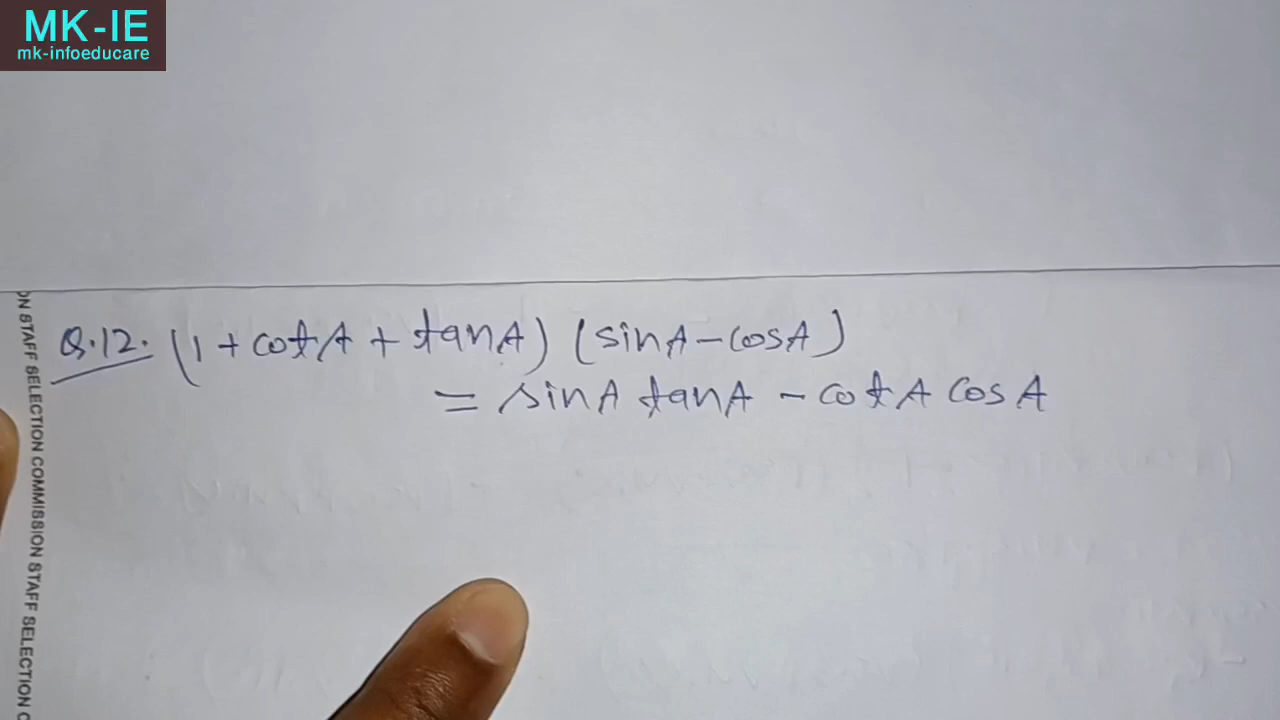 MK-IE
mk-infoeducare
Q.12. (1 + cotA + tanA) (sinA - cosA)
= sinA tanA - cotA cosA
ON STAFF SELECTION COMMISSION STAFF SELECTION C